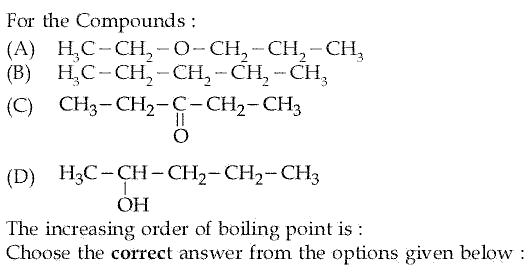 For the Compounds :
(A) H₃C–CH₂–O–CH₂–CH₂–CH₃
(B) H₃C–CH₂–CH₂–CH₂–CH₃
(C) CH₃–CH₂–C–CH₂–CH₃
||
O
(D) H₃C–CH–CH₂–CH₂–CH₃
|
OH
The increasing order of boiling point is :
Choose the correct answer from the options given below :